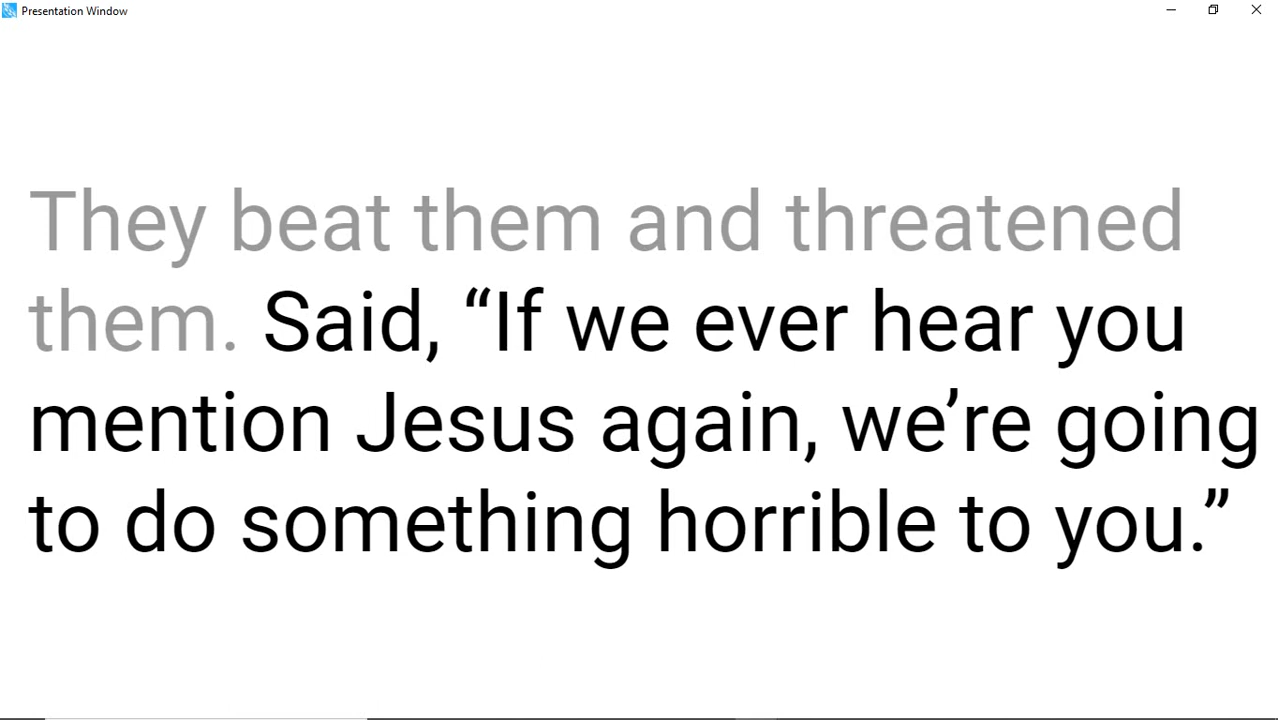 Presentation Window
They beat them and threatened
them. Said, “If we ever hear you
mention Jesus again, we’re going
to do something horrible to you.”